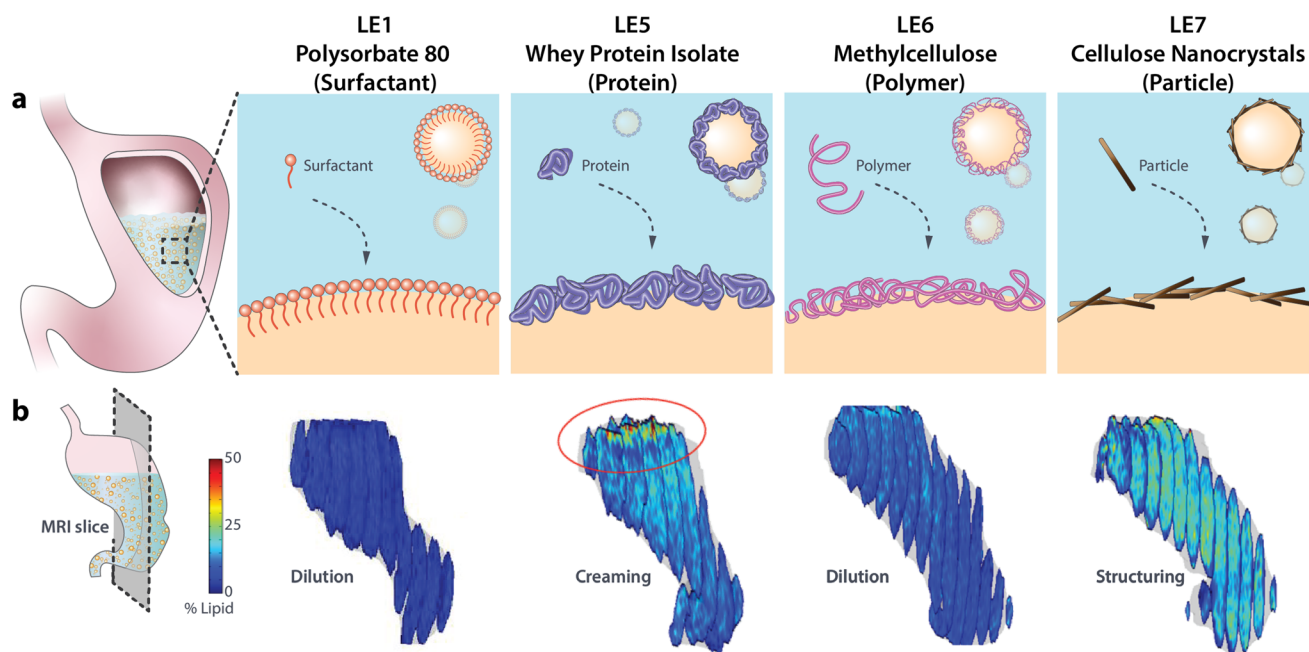 LE1
Polysorbate 80
(Surfactant)
LE5
Whey Protein Isolate
(Protein)
LE6
Methylcellulose
(Polymer)
LE7
Cellulose Nanocrystals
(Particle)
a
Surfactant
Protein
Polymer
Particle
b
MRI slice
50
25
0
% Lipid
Dilution
Creaming
Dilution
Structuring